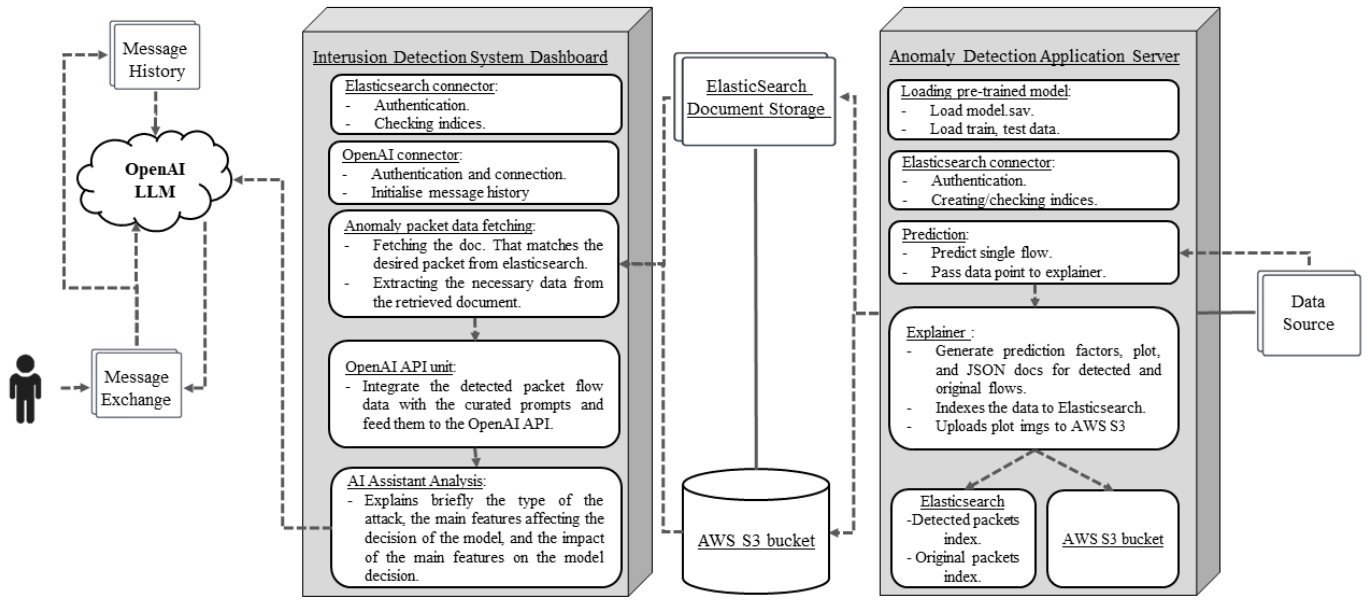 Message
History
OpenAI
LLM
Message
Exchange
Interusion Detection System Dashboard
Elasticsearch connector:
- Authentication.
- Checking indices.
OpenAI connector:
- Authentication and connection.
- Initialise message history
Anomaly packet data fetching:
- Fetching the doc. That matches the
desired packet from elasticsearch.
- Extracting the necessary data from
the retrieved document.
OpenAI API unit:
- Integrate the detected packet flow
data with the curated prompts and
feed them to the OpenAI API.
AI Assistant Analysis:
- Explains briefly the type of the
attack, the main features affecting the
decision of the model, and the impact
of the main features on the model
decision.
ElasticSearch
Document Storage
AWS S3 bucket
Anomaly Detection Application Server
Loading pre-trained model:
- Load model.sav.
- Load train, test data.
Elasticsearch connector:
- Authentication.
- Creating/checking indices.
Prediction:
- Predict single flow.
- Pass data point to explainer.
Explainer :
- Generate prediction factors, plot,
and JSON docs for detected and
original flows.
- Indexes the data to Elasticsearch.
- Uploads plot imgs to AWS S3
Elasticsearch
-Detected packets
index.
- Original packets
index.
AWS S3 bucket
Data
Source